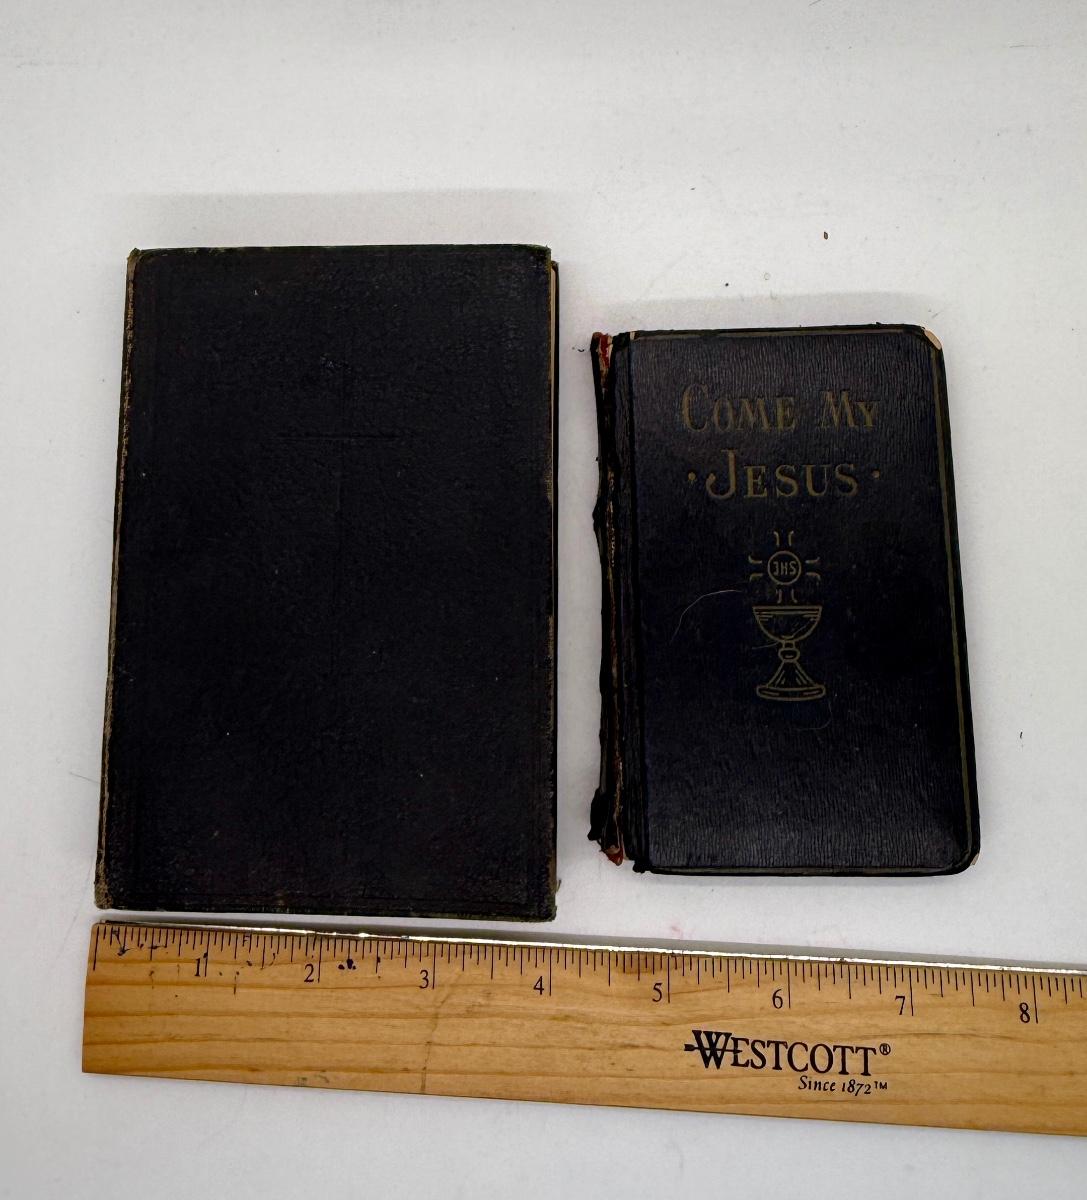 COME MY
· JESUS ·
IHS
1 2 3 4 5 6 7 8
WESTCOTT®
Since 1872™